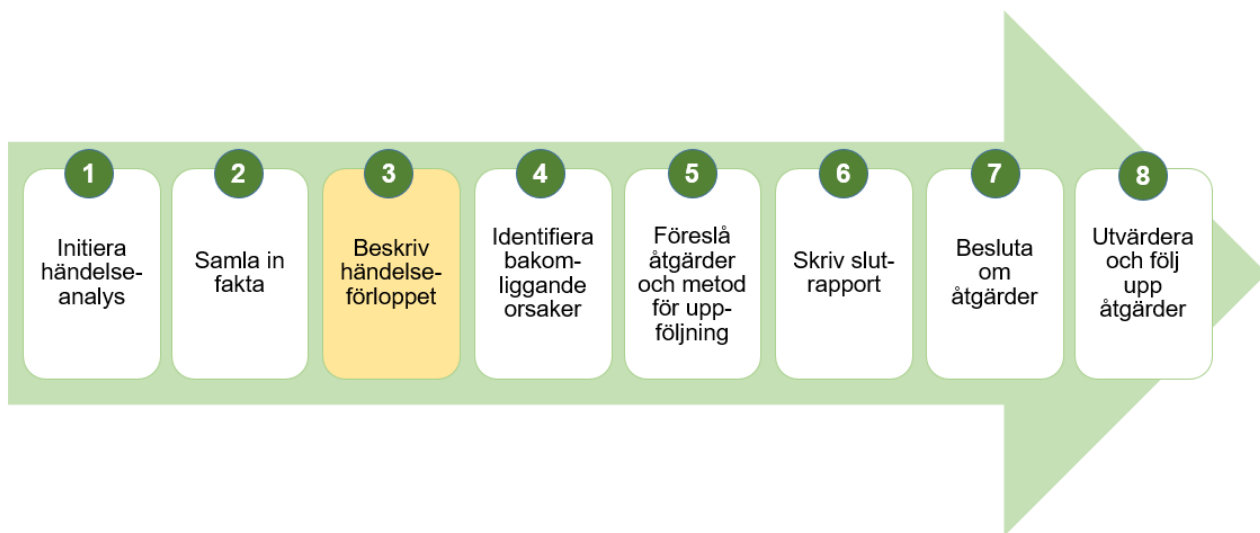 1
Initiera
händelse-
analys
2
Samla in
fakta
3
Beskriv
händelse-
förloppet
4
Identifiera
bakom-
liggande
orsaker
5
Föreslå
åtgärder
och metod
för upp-
följning
6
Skriv slut-
rapport
7
Besluta
om
åtgärder
8
Utvärdera
och följ
upp
åtgärder